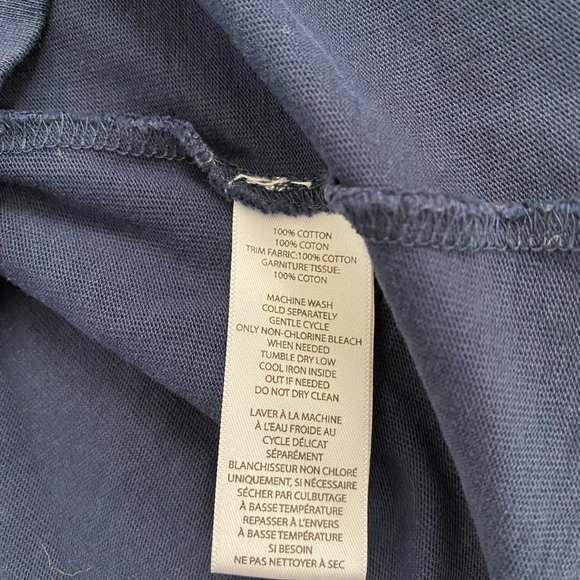 100% COTTON
100% COTON
TRIM FABRIC:100% COTTON
GARNITURE TISSUE:
100% COTON
MACHINE WASH
COLD SEPARATELY
GENTLE CYCLE
ONLY NON-CHLORINE BLEACH
WHEN NEEDED
TUMBLE DRY LOW
COOL IRON INSIDE
OUT IF NEEDED
DO NOT DRY CLEAN
LAVER À LA MACHINE
À L'EAU FROIDE AU
CYCLE DÉLICAT
SÉPARÉMENT
BLANCHISSEUR NON CHLORÉ
UNIQUEMENT, SI NÉCESSAIRE
SÉCHER PAR CULBUTAGE
À BASSE TEMPÉRATURE
REPASSER À L'ENVERS
À BASSE TEMPÉRATURE
SI BESOIN
NE PAS NETTOYER À SEC